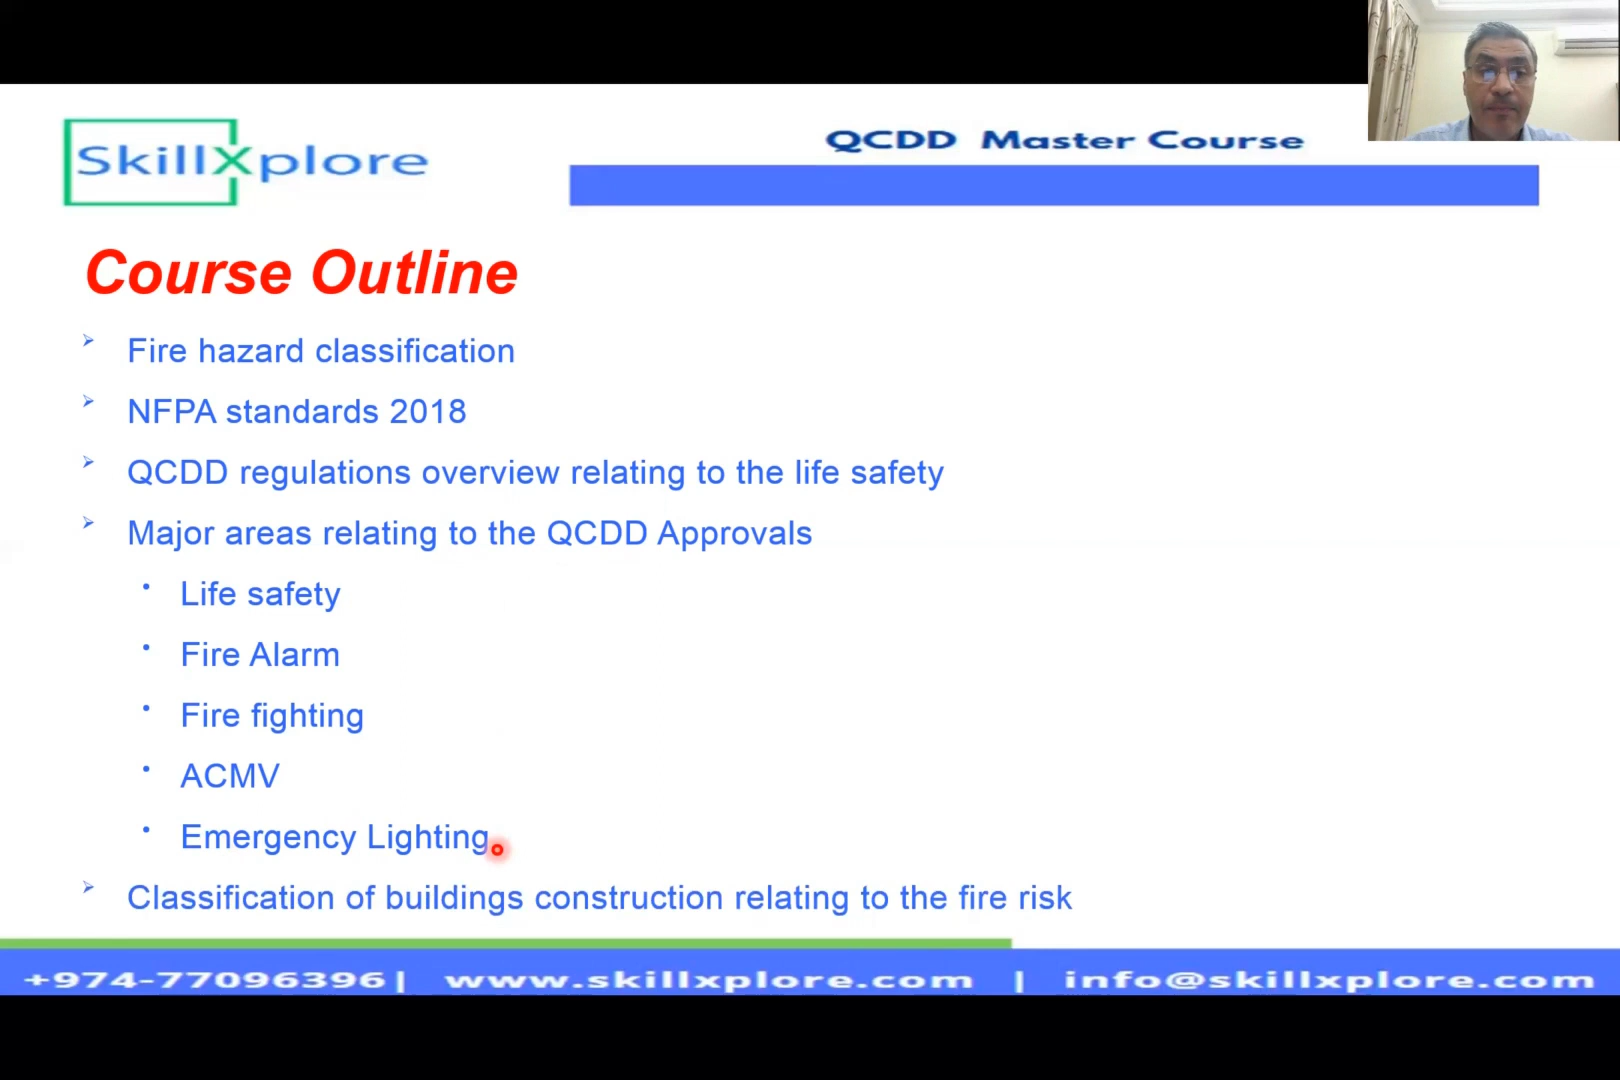 SkillXplore
QCDD Master Course
Course Outline
Fire hazard classification
NFPA standards 2018
QCDD regulations overview relating to the life safety
Major areas relating to the QCDD Approvals
Life safety
Fire Alarm
Fire fighting
ACMV
Emergency Lighting
Classification of buildings construction relating to the fire risk
+974-77096396| www.skillxplore.com | info@skillxplore.com